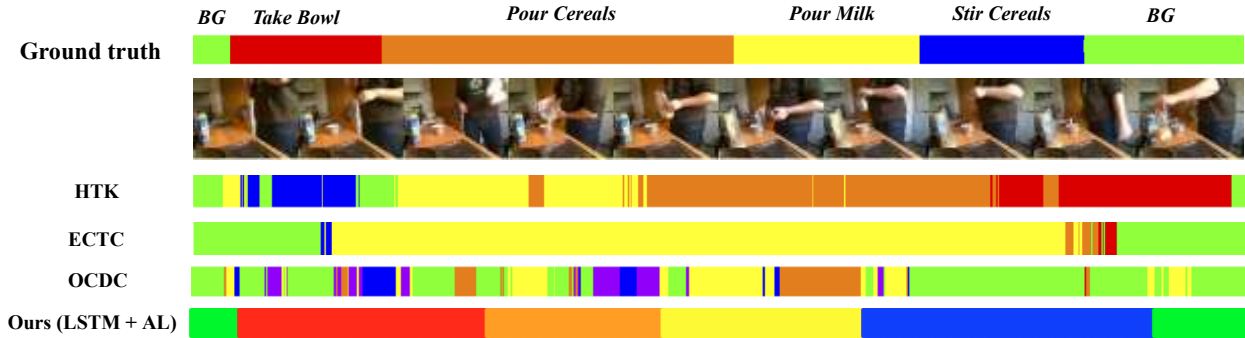 BG Take Bowl Pour Cereals Pour Milk Stir Cereals BG
Ground truth
HTK
ECTC
OCDC
Ours (LSTM + AL)